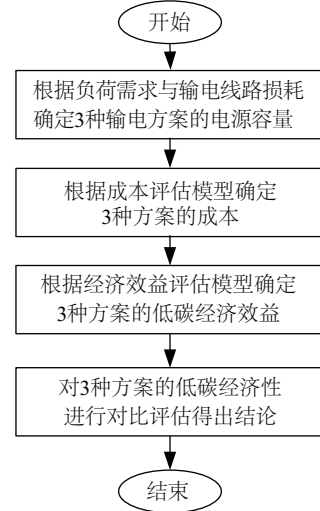 开始
根据负荷需求与输电线路损耗
确定3种输电方案的电源容量
根据成本评估模型确定
3种方案的成本
根据经济效益评估模型确定
3种方案的低碳经济效益
对3种方案的低碳经济性
进行对比评估得出结论
结束